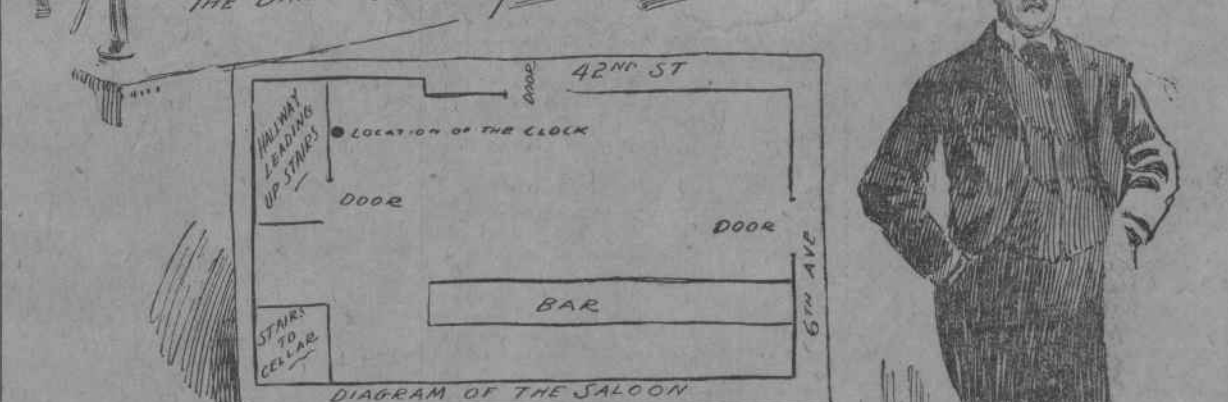 THE
42ND ST
DOOR
HALLWAY
LEADING
UP STAIRS
LOCATION OF THE CLOCK
DOOR
DOOR
6TH AVE
BAR
STAIRS
TO
CELLAR
DIAGRAM OF THE SALOON